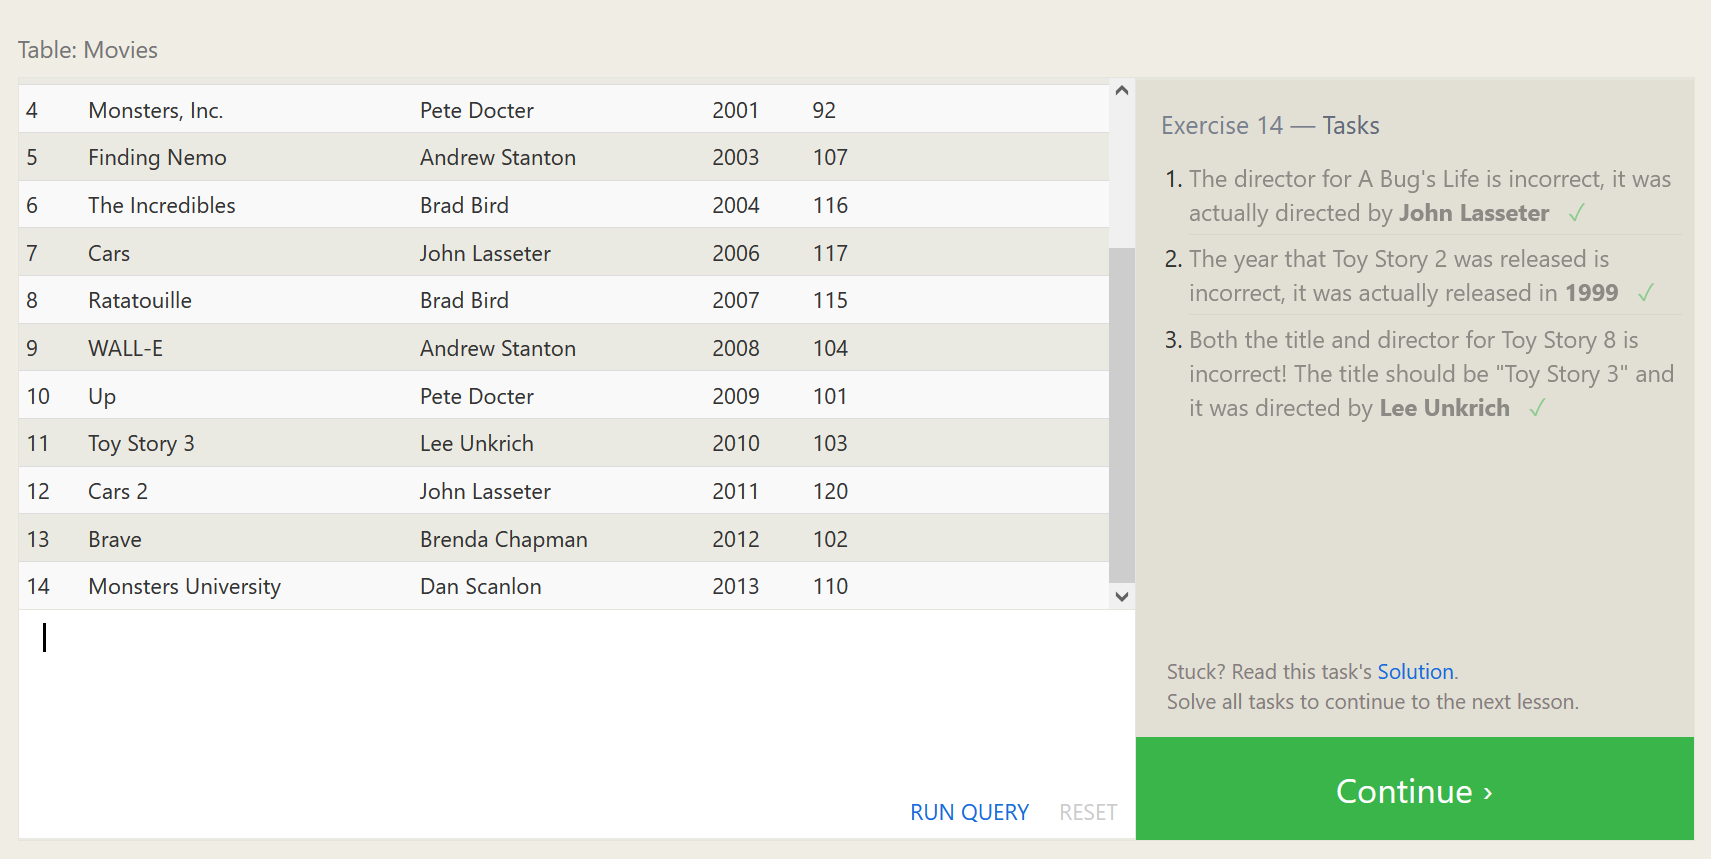 Table: Movies
4 Monsters, Inc. Pete Docter 2001 92
5 Finding Nemo Andrew Stanton 2003 107
6 The Incredibles Brad Bird 2004 116
7 Cars John Lasseter 2006 117
8 Ratatouille Brad Bird 2007 115
9 WALL-E Andrew Stanton 2008 104
10 Up Pete Docter 2009 101
11 Toy Story 3 Lee Unkrich 2010 103
12 Cars 2 John Lasseter 2011 120
13 Brave Brenda Chapman 2012 102
14 Monsters University Dan Scanlon 2013 110
RUN QUERY RESET
Exercise 14 — Tasks
1. The director for A Bug's Life is incorrect, it was
actually directed by John Lasseter ✓
2. The year that Toy Story 2 was released is
incorrect, it was actually released in 1999 ✓
3. Both the title and director for Toy Story 8 is
incorrect! The title should be "Toy Story 3" and
it was directed by Lee Unkrich ✓
Stuck? Read this task's Solution.
Solve all tasks to continue to the next lesson.
Continue ›